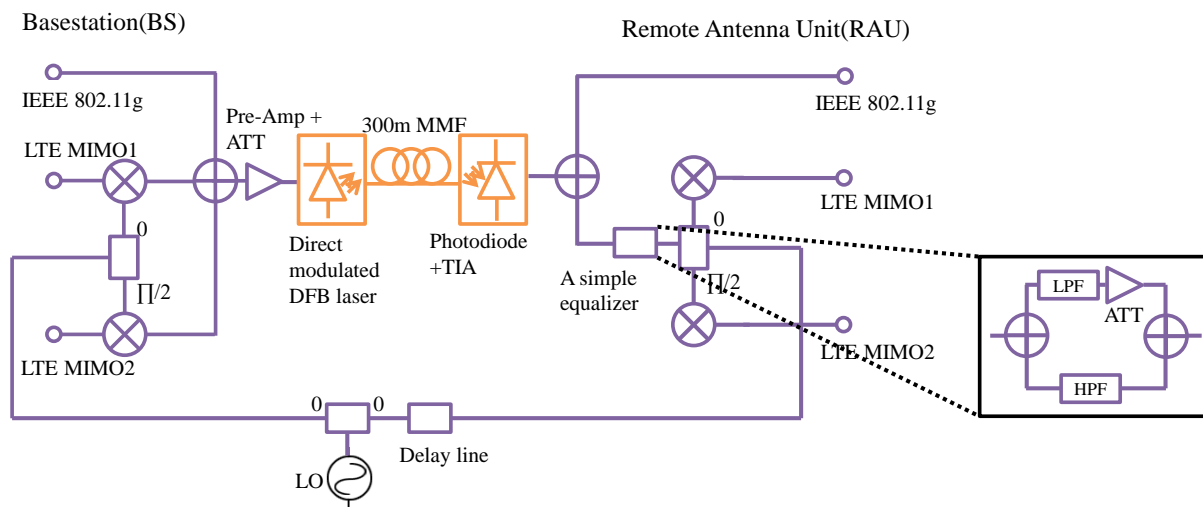 Basestation(BS)
Remote Antenna Unit(RAU)
IEEE 802.11g
IEEE 802.11g
Pre-Amp +
ATT
300m MMF
LTE MIMO1
LTE MIMO1
0
0
Direct
modulated
DFB laser
Photodiode
+TIA
A simple
equalizer
∏/2
∏/2
LPF
ATT
HPF
LTE MIMO2
LTE MIMO2
0
0
Delay line
LO